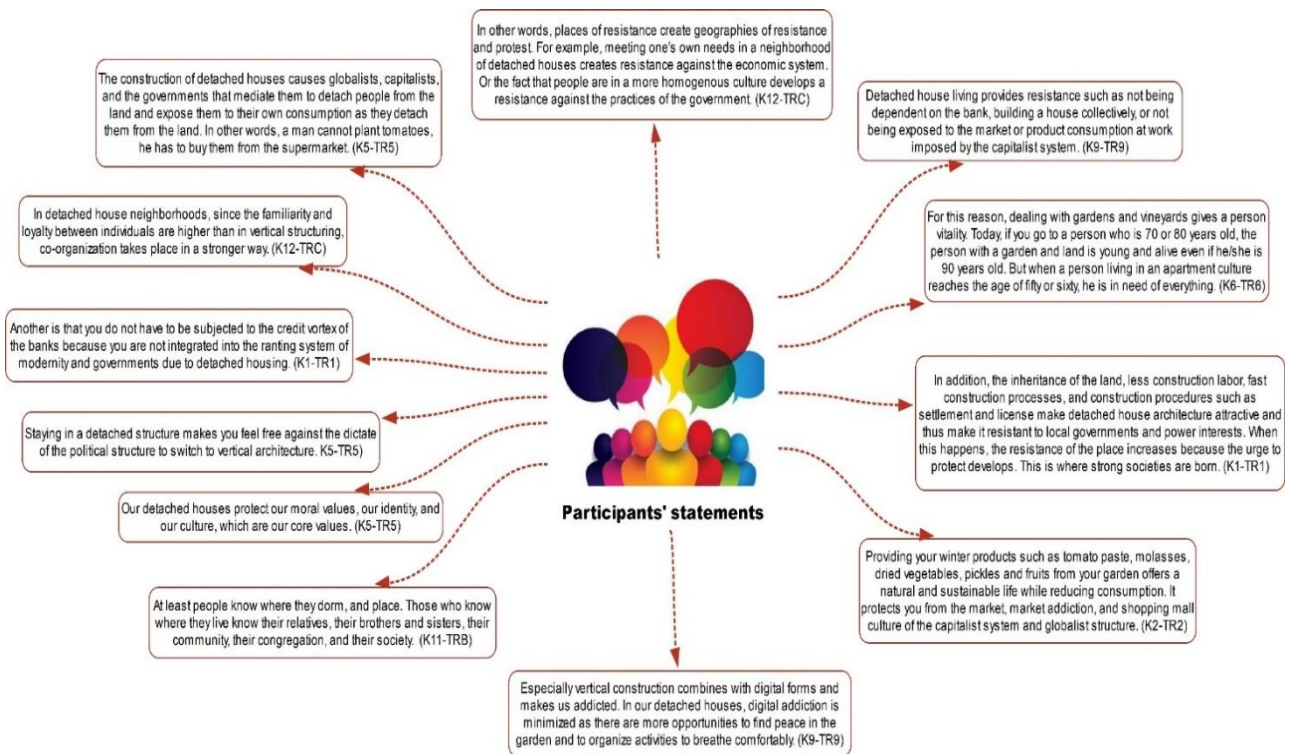 In other words, places of resistance create geographies of resistance
and protest. For example, meeting one's own needs in a neighborhood
of detached houses creates resistance against the economic system.
Or the fact that people are in a more homogenous culture develops a
resistance against the practices of the government. (K12-TRC)
The construction of detached houses causes globalists, capitalists,
and the governments that mediate them to detach people from the
land and expose them to their own consumption as they detach
them from the land. In other words, a man cannot plant tomatoes,
he has to buy them from the supermarket. (K5-TR5)
Detached house living provides resistance such as not being
dependent on the bank, building a house collectively, or not
being exposed to the market or product consumption at work
imposed by the capitalist system. (K9-TR9)
In detached house neighborhoods, since the familiarity and
loyalty between individuals are higher than in vertical structuring,
co-organization takes place in a stronger way. (K12-TRC)
For this reason, dealing with gardens and vineyards gives a person
vitality. Today, if you go to a person who is 70 or 80 years old, the
person with a garden and land is young and alive even if he/she is
90 years old. But when a person living in an apartment culture
reaches the age of fifty or sixty, he is in need of everything. (K6-TR6)
Another is that you do not have to be subjected to the credit vortex of
the banks because you are not integrated into the ranting system of
modernity and governments due to detached housing. (K1-TR1)
In addition, the inheritance of the land, less construction labor, fast
construction processes, and construction procedures such as
settlement and license make detached house architecture attractive and
thus make it resistant to local governments and power interests. When
this happens, the resistance of the place increases because the urge to
protect develops. This is where strong societies are born. (K1-TR1)
Staying in a detached structure makes you feel free against the dictate
of the political structure to switch to vertical architecture. K5-TR5)
Our detached houses protect our moral values, our identity, and
our culture, which are our core values. (K5-TR5)
Participants' statements
Providing your winter products such as tomato paste, molasses,
dried vegetables, pickles and fruits from your garden offers a
natural and sustainable life while reducing consumption. It
protects you from the market, market addiction, and shopping mall
culture of the capitalist system and globalist structure. (K2-TR2)
At least people know where they dorm, and place. Those who know
where they live know their relatives, their brothers and sisters, their
community, their congregation, and their society. (K11-TRB)
Especially vertical construction combines with digital forms and
makes us addicted. In our detached houses, digital addiction is
minimized as there are more opportunities to find peace in the
garden and to organize activities to breathe comfortably. (K9-TR9)